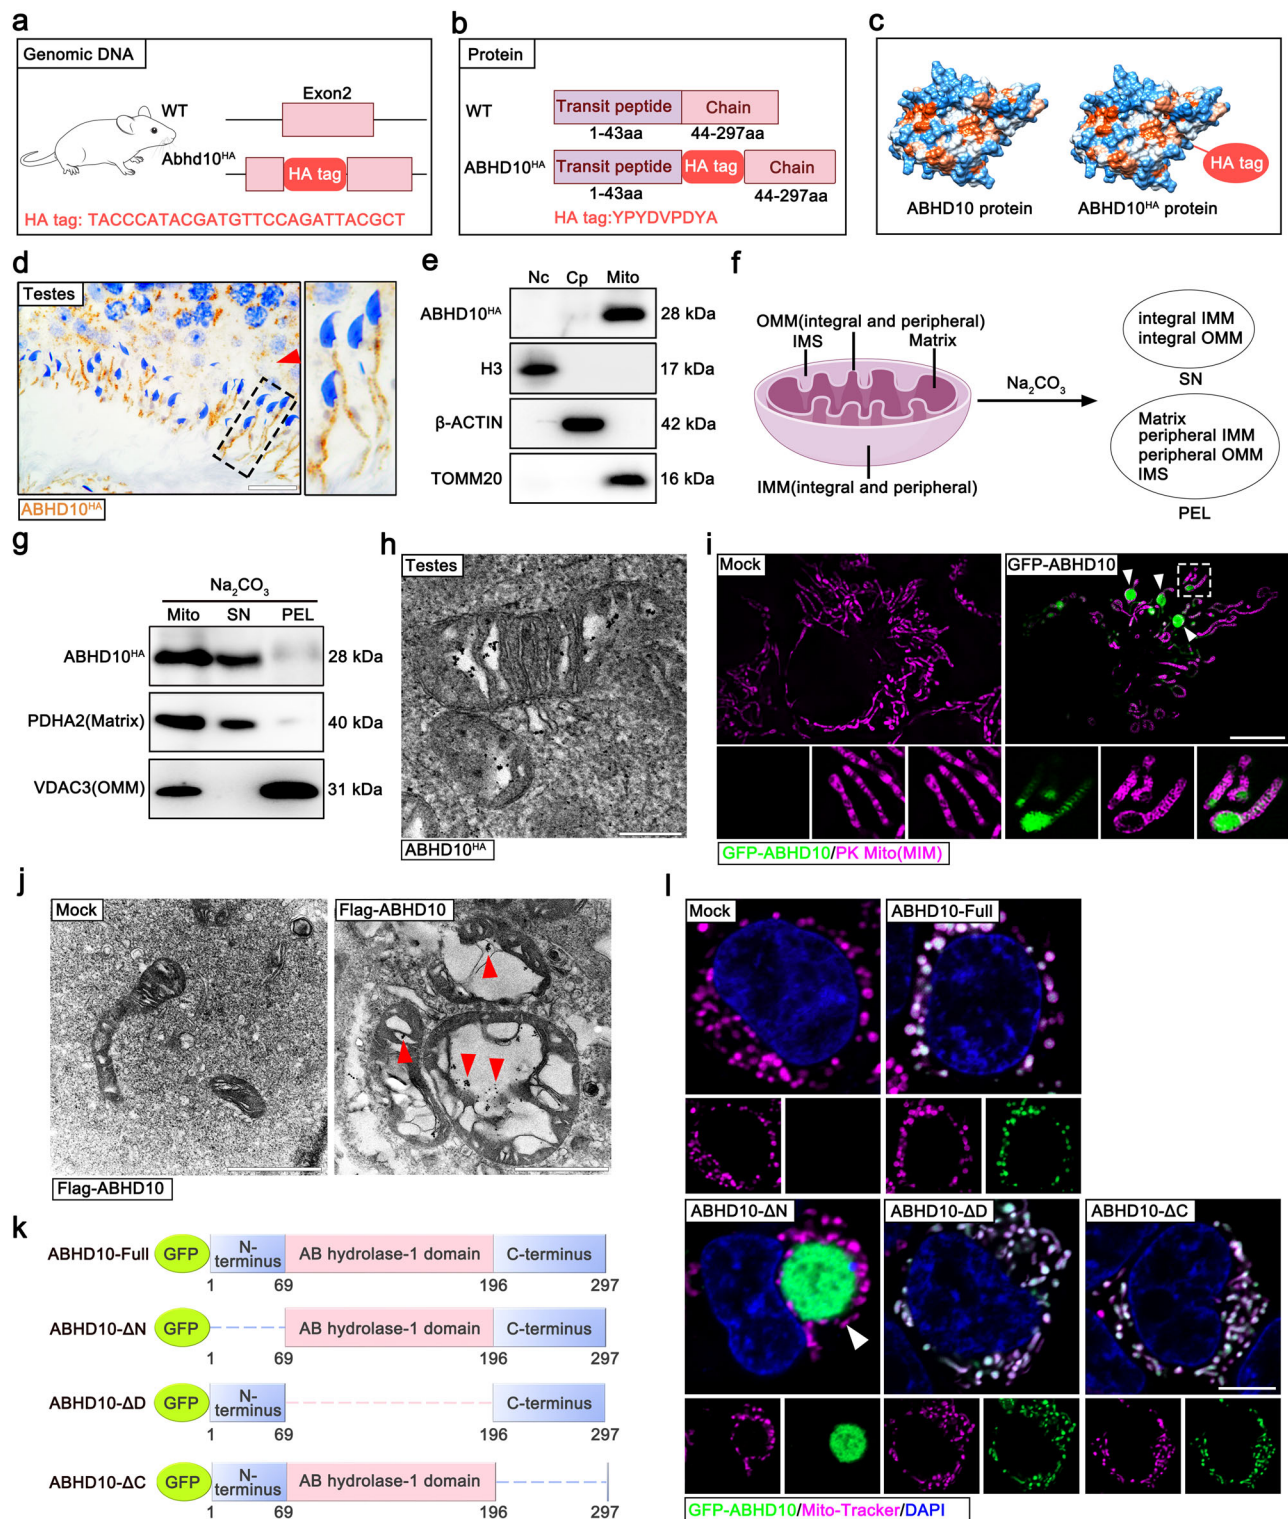 a
Genomic DNA
WT
Exon2
Abhd10HA
HA tag
HA tag: TACCCATACGATGTTCCAGATTACGCT
b
Protein
WT
Transit peptide
Chain
1-43aa
44-297aa
ABHD10HA
Transit peptide
HA tag
Chain
1-43aa
44-297aa
HA tag:YPYDVPDYA
c
HA tag
ABHD10 protein
ABHD10HA protein
d
Testes
ABHD10HA
e
Nc Cp Mito
ABHD10HA 28 kDa
H3 17 kDa
β-ACTIN 42 kDa
TOMM20 16 kDa
f
OMM(integral and peripheral)
IMS
Matrix
IMM(integral and peripheral)
Na2CO3
integral IMM
integral OMM
SN
Matrix
peripheral IMM
peripheral OMM
IMS
PEL
g
Na2CO3
Mito SN PEL
ABHD10HA 28 kDa
PDHA2(Matrix) 40 kDa
VDAC3(OMM) 31 kDa
h
Testes
ABHD10HA
i
Mock
GFP-ABHD10
GFP-ABHD10/PK Mito(MIM)
j
Mock
Flag-ABHD10
Flag-ABHD10
k
ABHD10-Full
GFP
N-
terminus
AB hydrolase-1 domain
C-terminus
1 69 196 297
ABHD10-ΔN
GFP
AB hydrolase-1 domain
C-terminus
1 69 196 297
ABHD10-ΔD
GFP
N-
terminus
C-terminus
1 69 196 297
ABHD10-ΔC
GFP
N-
terminus
AB hydrolase-1 domain
1 69 196 297
l
Mock
ABHD10-Full
ABHD10-ΔN
ABHD10-ΔD
ABHD10-ΔC
GFP-ABHD10/Mito-Tracker/DAPI